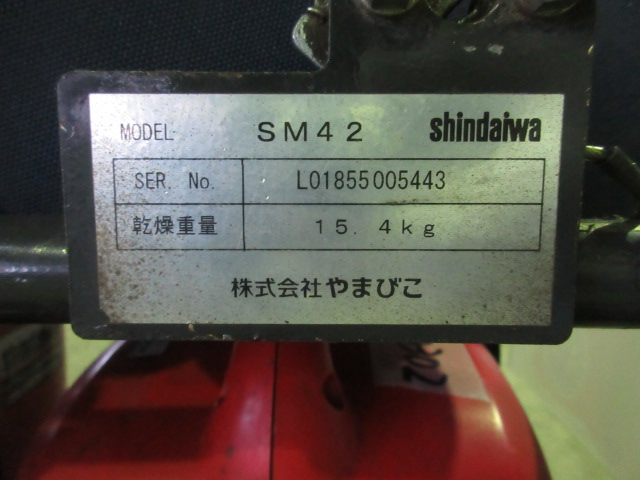 MODEL SM42 shindaiwa
SER. No. L01855005443
乾燥重量 15.4kg
株式会社やまびこ